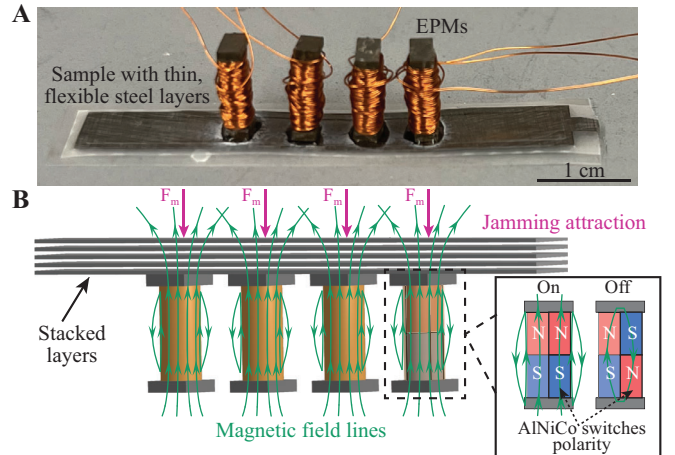 A
EPMs
Sample with thin,
flexible steel layers
1 cm
B
Fm Fm Fm Fm
Jamming attraction
Stacked
layers
On Off
N N N S
S S S N
AlNiCo switches
polarity
Magnetic field lines